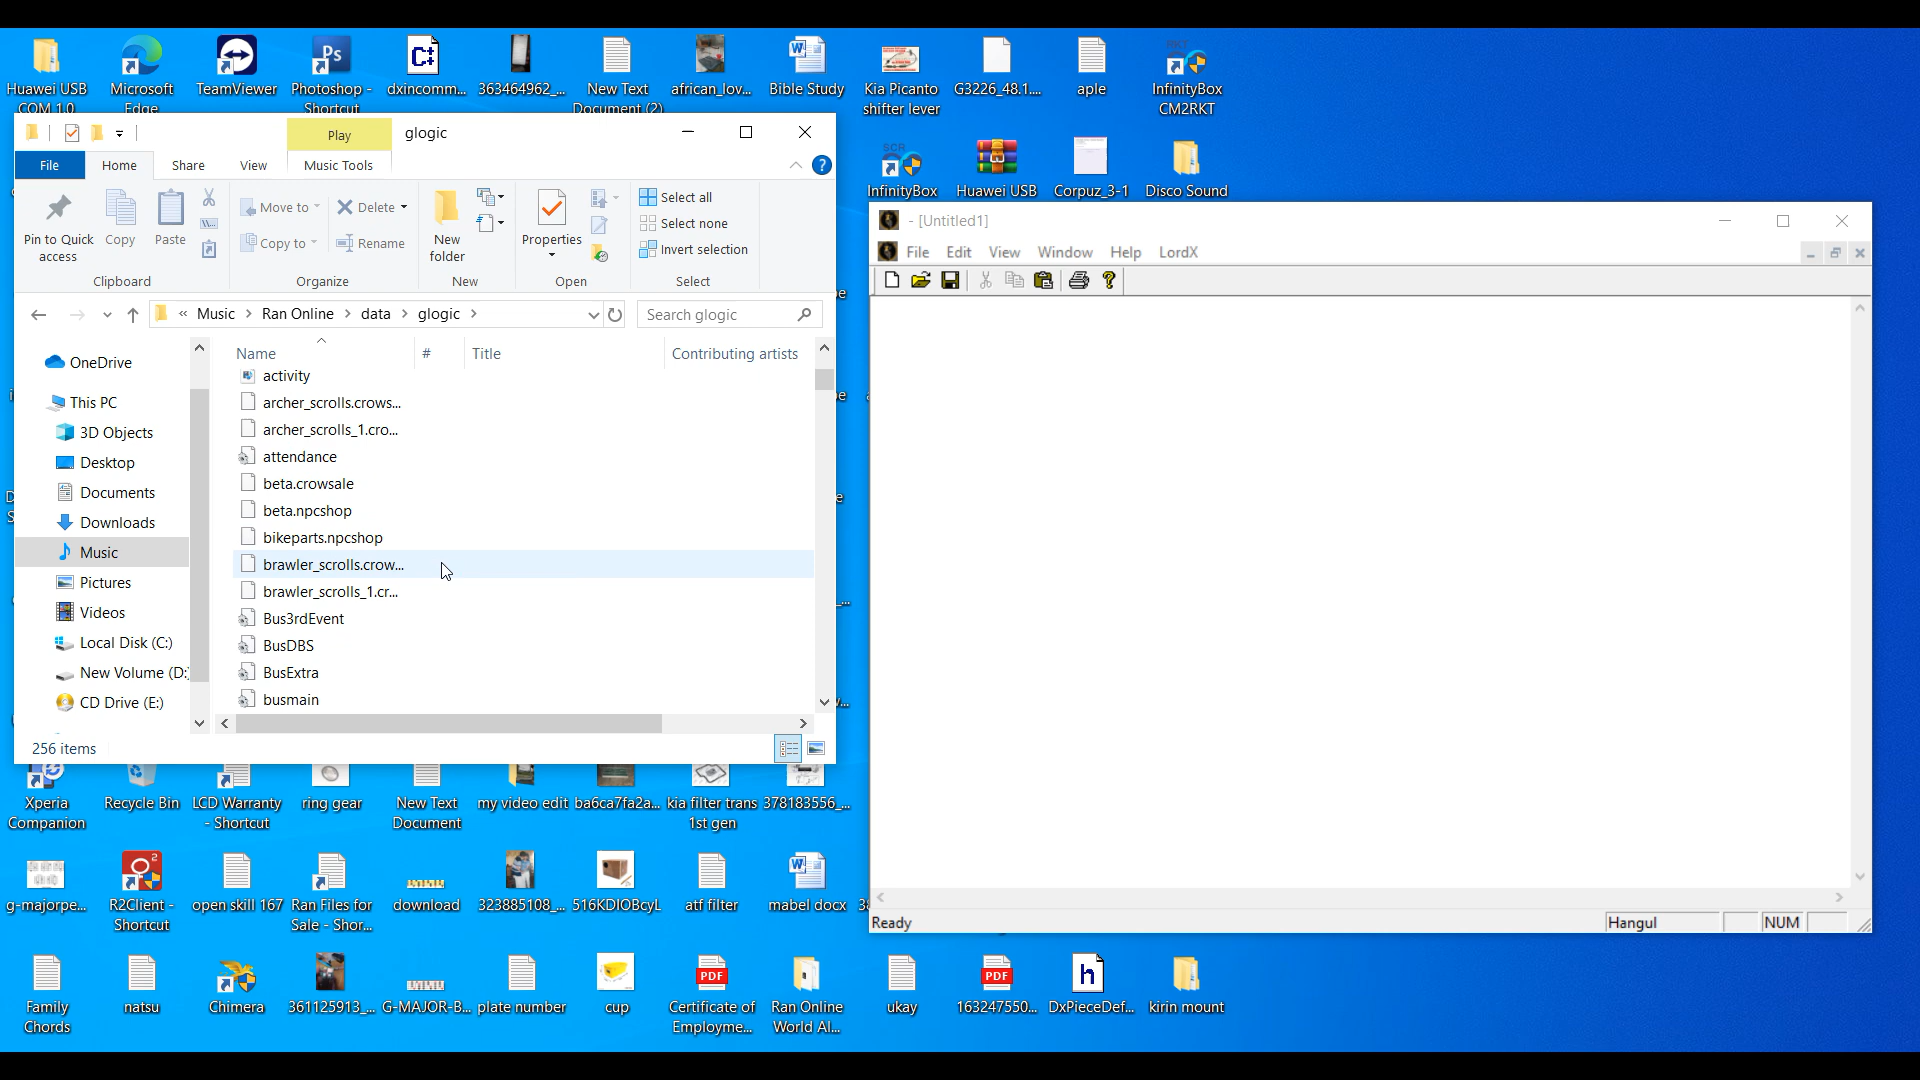 Huawei USB
COM 1.0
Microsoft
Edge
TeamViewer
Photoshop -
Shortcut
dxincomm...
363464962_...
New Text
Document (2)
african_lov...
Bible Study
Kia Picanto
shifter lever
G3226_48.1....
aple
RKT
InfinityBox
CM2RKT
SCR
InfinityBox
Huawei USB
Corpuz_3-1
Disco Sound
Play
glogic
File
Home
Share
View
Music Tools
Pin to Quick
access
Copy
Paste
Move to
Copy to
Delete
Rename
New
folder
Properties
Select all
Select none
Invert selection
Clipboard
Organize
New
Open
Select
« Music > Ran Online > data > glogic >
Search glogic
OneDrive
This PC
3D Objects
Desktop
Documents
Downloads
Music
Pictures
Videos
Local Disk (C:)
New Volume (D:)
CD Drive (E:)
Name
#
Title
Contributing artists
activity
archer_scrolls.crows...
archer_scrolls_1.cro...
attendance
beta.crowsale
beta.npcshop
bikeparts.npcshop
brawler_scrolls.crow...
brawler_scrolls_1.cr...
Bus3rdEvent
BusDBS
BusExtra
busmain
256 items
- [Untitled1]
File
Edit
View
Window
Help
LordX
Ready
Hangul
NUM
Xperia
Companion
Recycle Bin
LCD Warranty
- Shortcut
ring gear
New Text
Document
my video edit
ba6ca7fa2a...
kia filter trans
1st gen
378183556_...
g-majorpe...
R2Client -
Shortcut
open skill 167
Ran Files for
Sale - Shor...
download
323885108_...
516KDIOBcyL
atf filter
mabel docx
Family
Chords
natsu
Chimera
361125913_...
G-MAJOR-B...
plate number
cup
PDF
Certificate of
Employme...
Ran Online
World Al...
ukay
PDF
163247550...
DxPieceDef...
kirin mount